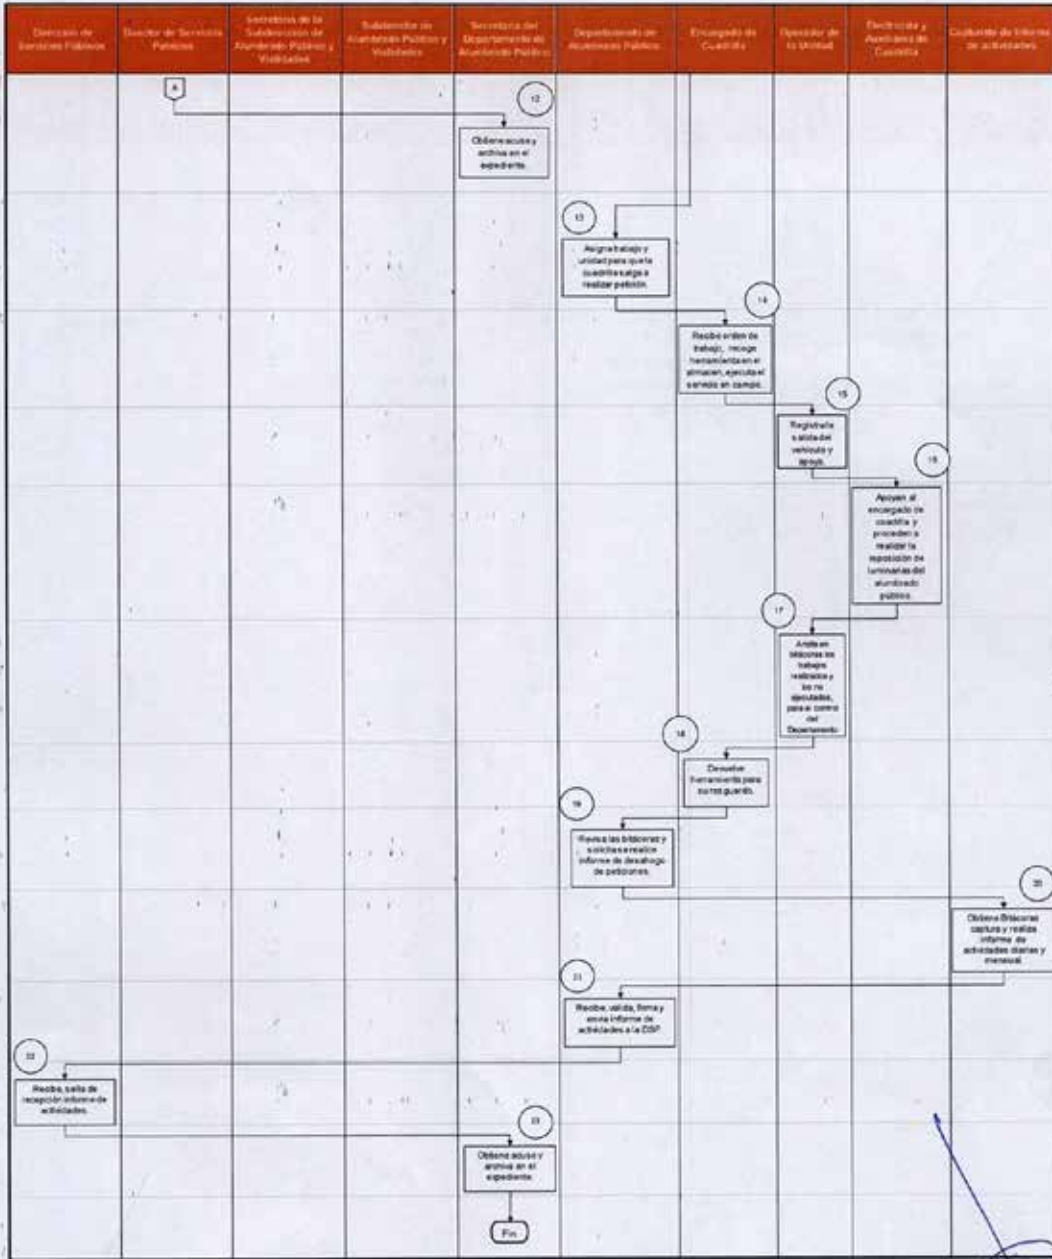 Dirección de
Servicios Públicos
Director de Servicios
Públicos
Secretaria de la
Subdirección de
Alumbrado Público y
Vialidades
Subdirector de
Alumbrado Público y
Vialidades
Secretaria del
Departamento de
Alumbrado Público
Departamento de
Alumbrado Público
Encargado de
Cuadrilla
Operador de
la Unidad
Electricista y
Auxiliares de
Cuadrilla
Capturista de Informe
de actividades
A
12
Obtiene acuse y
archiva en el
expediente.
13
Asigna trabajo y
unidad para que la
cuadrilla salga a
realizar petición.
14
Recibe orden de
trabajo, recoge
herramienta en el
almacén, ejecuta el
servicio en campo.
15
Registra la
salida del
vehículo y
apoya.
16
Apoyan al
encargado de
cuadrilla y
proceden a
realizar la
reposición de
luminarias del
alumbrado
público.
17
Anota en
bitácoras los
trabajos
realizados y
los no
ejecutados,
para el control
del
Departamento
18
Devuelve
herramienta para
su resguardo.
19
Revisa las bitácoras y
solicita se realice
informe de desahogo
de peticiones.
20
Obtiene Bitácoras
captura y realiza
informe de
actividades diarias y
mensual.
21
Recibe, valida, firma y
envía informe de
actividades a la DSP.
22
Recibe, sella de
recepción informe de
actividades.
23
Obtiene acuse y
archiva en el
expediente.
Fin